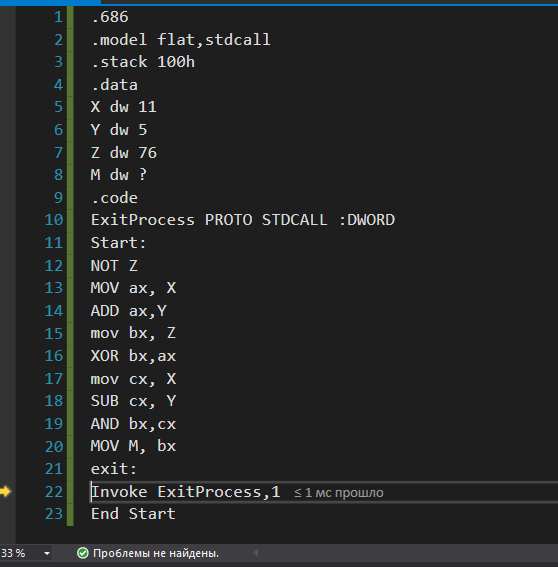 1 .686
2 .model flat,stdcall
3 .stack 100h
4 .data
5 X dw 11
6 Y dw 5
7 Z dw 76
8 M dw ?
9 .code
10 ExitProcess PROTO STDCALL :DWORD
11 Start:
12 NOT Z
13 MOV ax, X
14 ADD ax,Y
15 mov bx, Z
16 XOR bx,ax
17 mov cx, X
18 SUB cx, Y
19 AND bx,cx
20 MOV M, bx
21 exit:
22 Invoke ExitProcess,1 ≤ 1 мс прошло
23 End Start
33 % Проблемы не найдены.